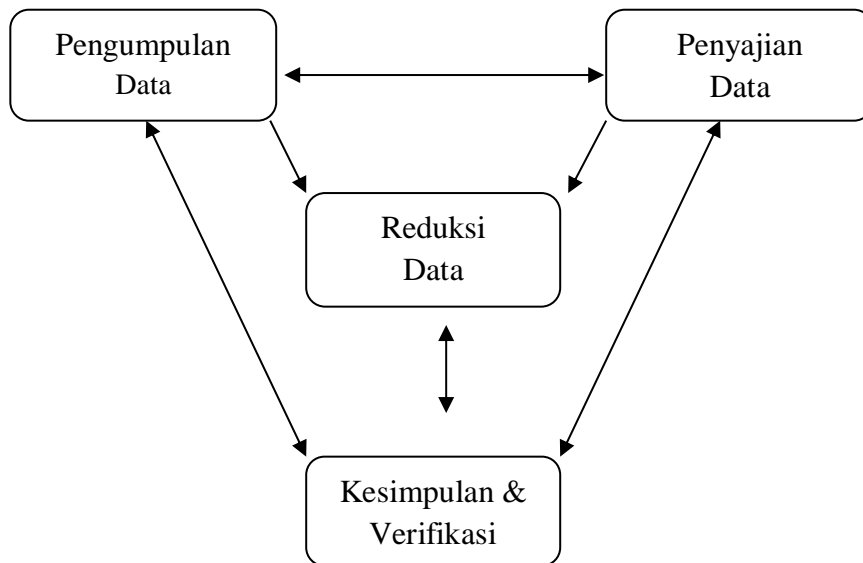 Pengumpulan
Data
Penyajian
Data
Reduksi
Data
Kesimpulan &
Verifikasi